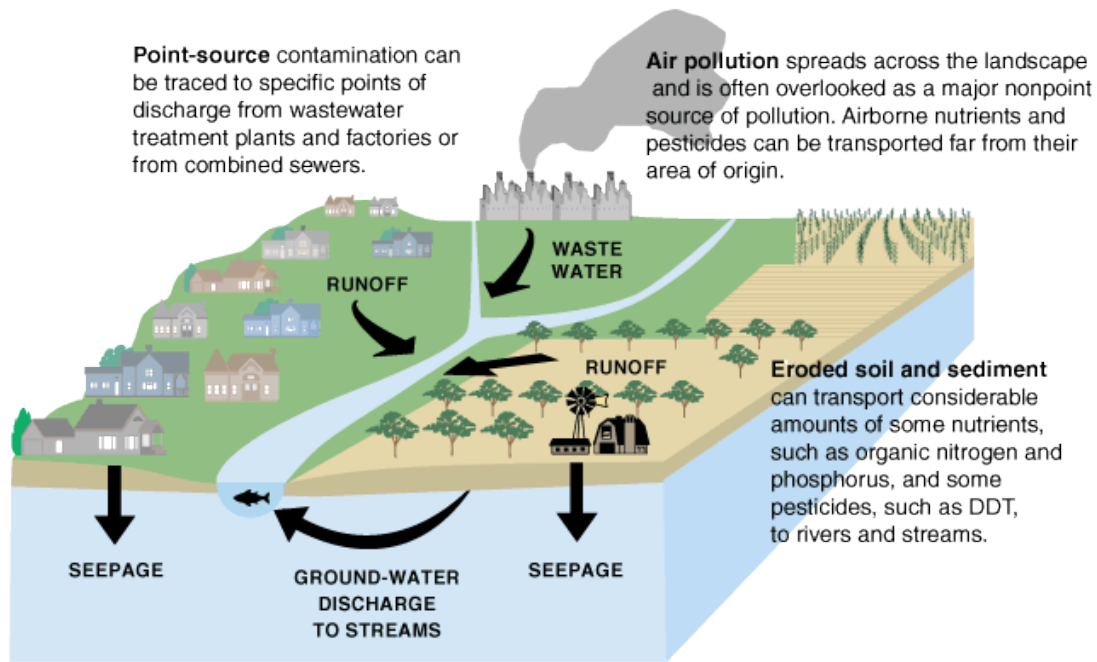 Point-source contamination can
be traced to specific points of
discharge from wastewater
treatment plants and factories or
from combined sewers.
Air pollution spreads across the landscape
and is often overlooked as a major nonpoint
source of pollution. Airborne nutrients and
pesticides can be transported far from their
area of origin.
WASTE
WATER
RUNOFF
RUNOFF
Eroded soil and sediment
can transport considerable
amounts of some nutrients,
such as organic nitrogen and
phosphorus, and some
pesticides, such as DDT,
to rivers and streams.
SEEPAGE
GROUND-WATER
DISCHARGE
TO STREAMS
SEEPAGE